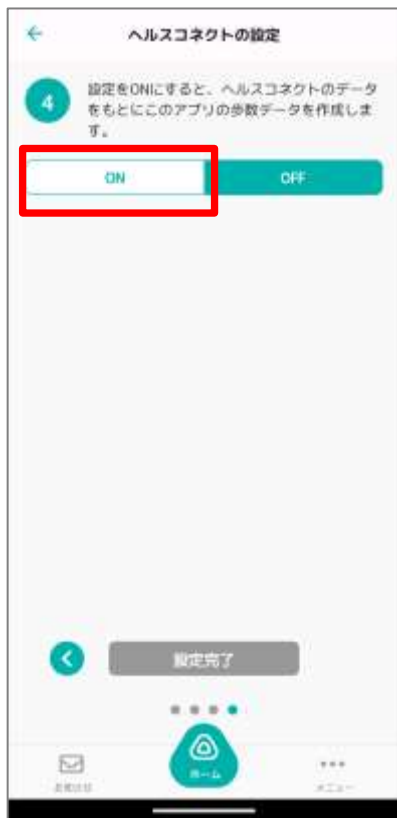 ヘルスコネクトの設定
4
設定をONにすると、ヘルスコネクトのデータ
をもとにこのアプリの歩数データを作成しま
す。
ON
OFF
設定完了
ホーム
メニュー